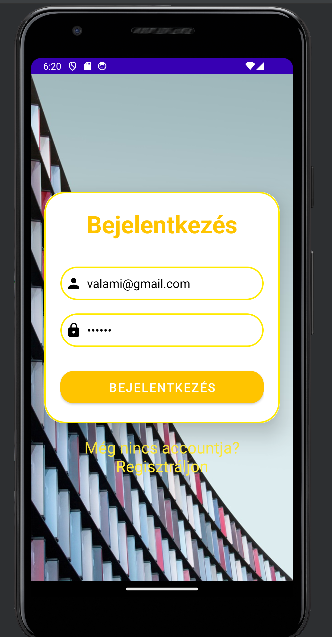 6:20
Bejelentkezés
valami@gmail.com
••••••
BEJELENTKEZÉS
Még nincs accountja?
Regisztráljon